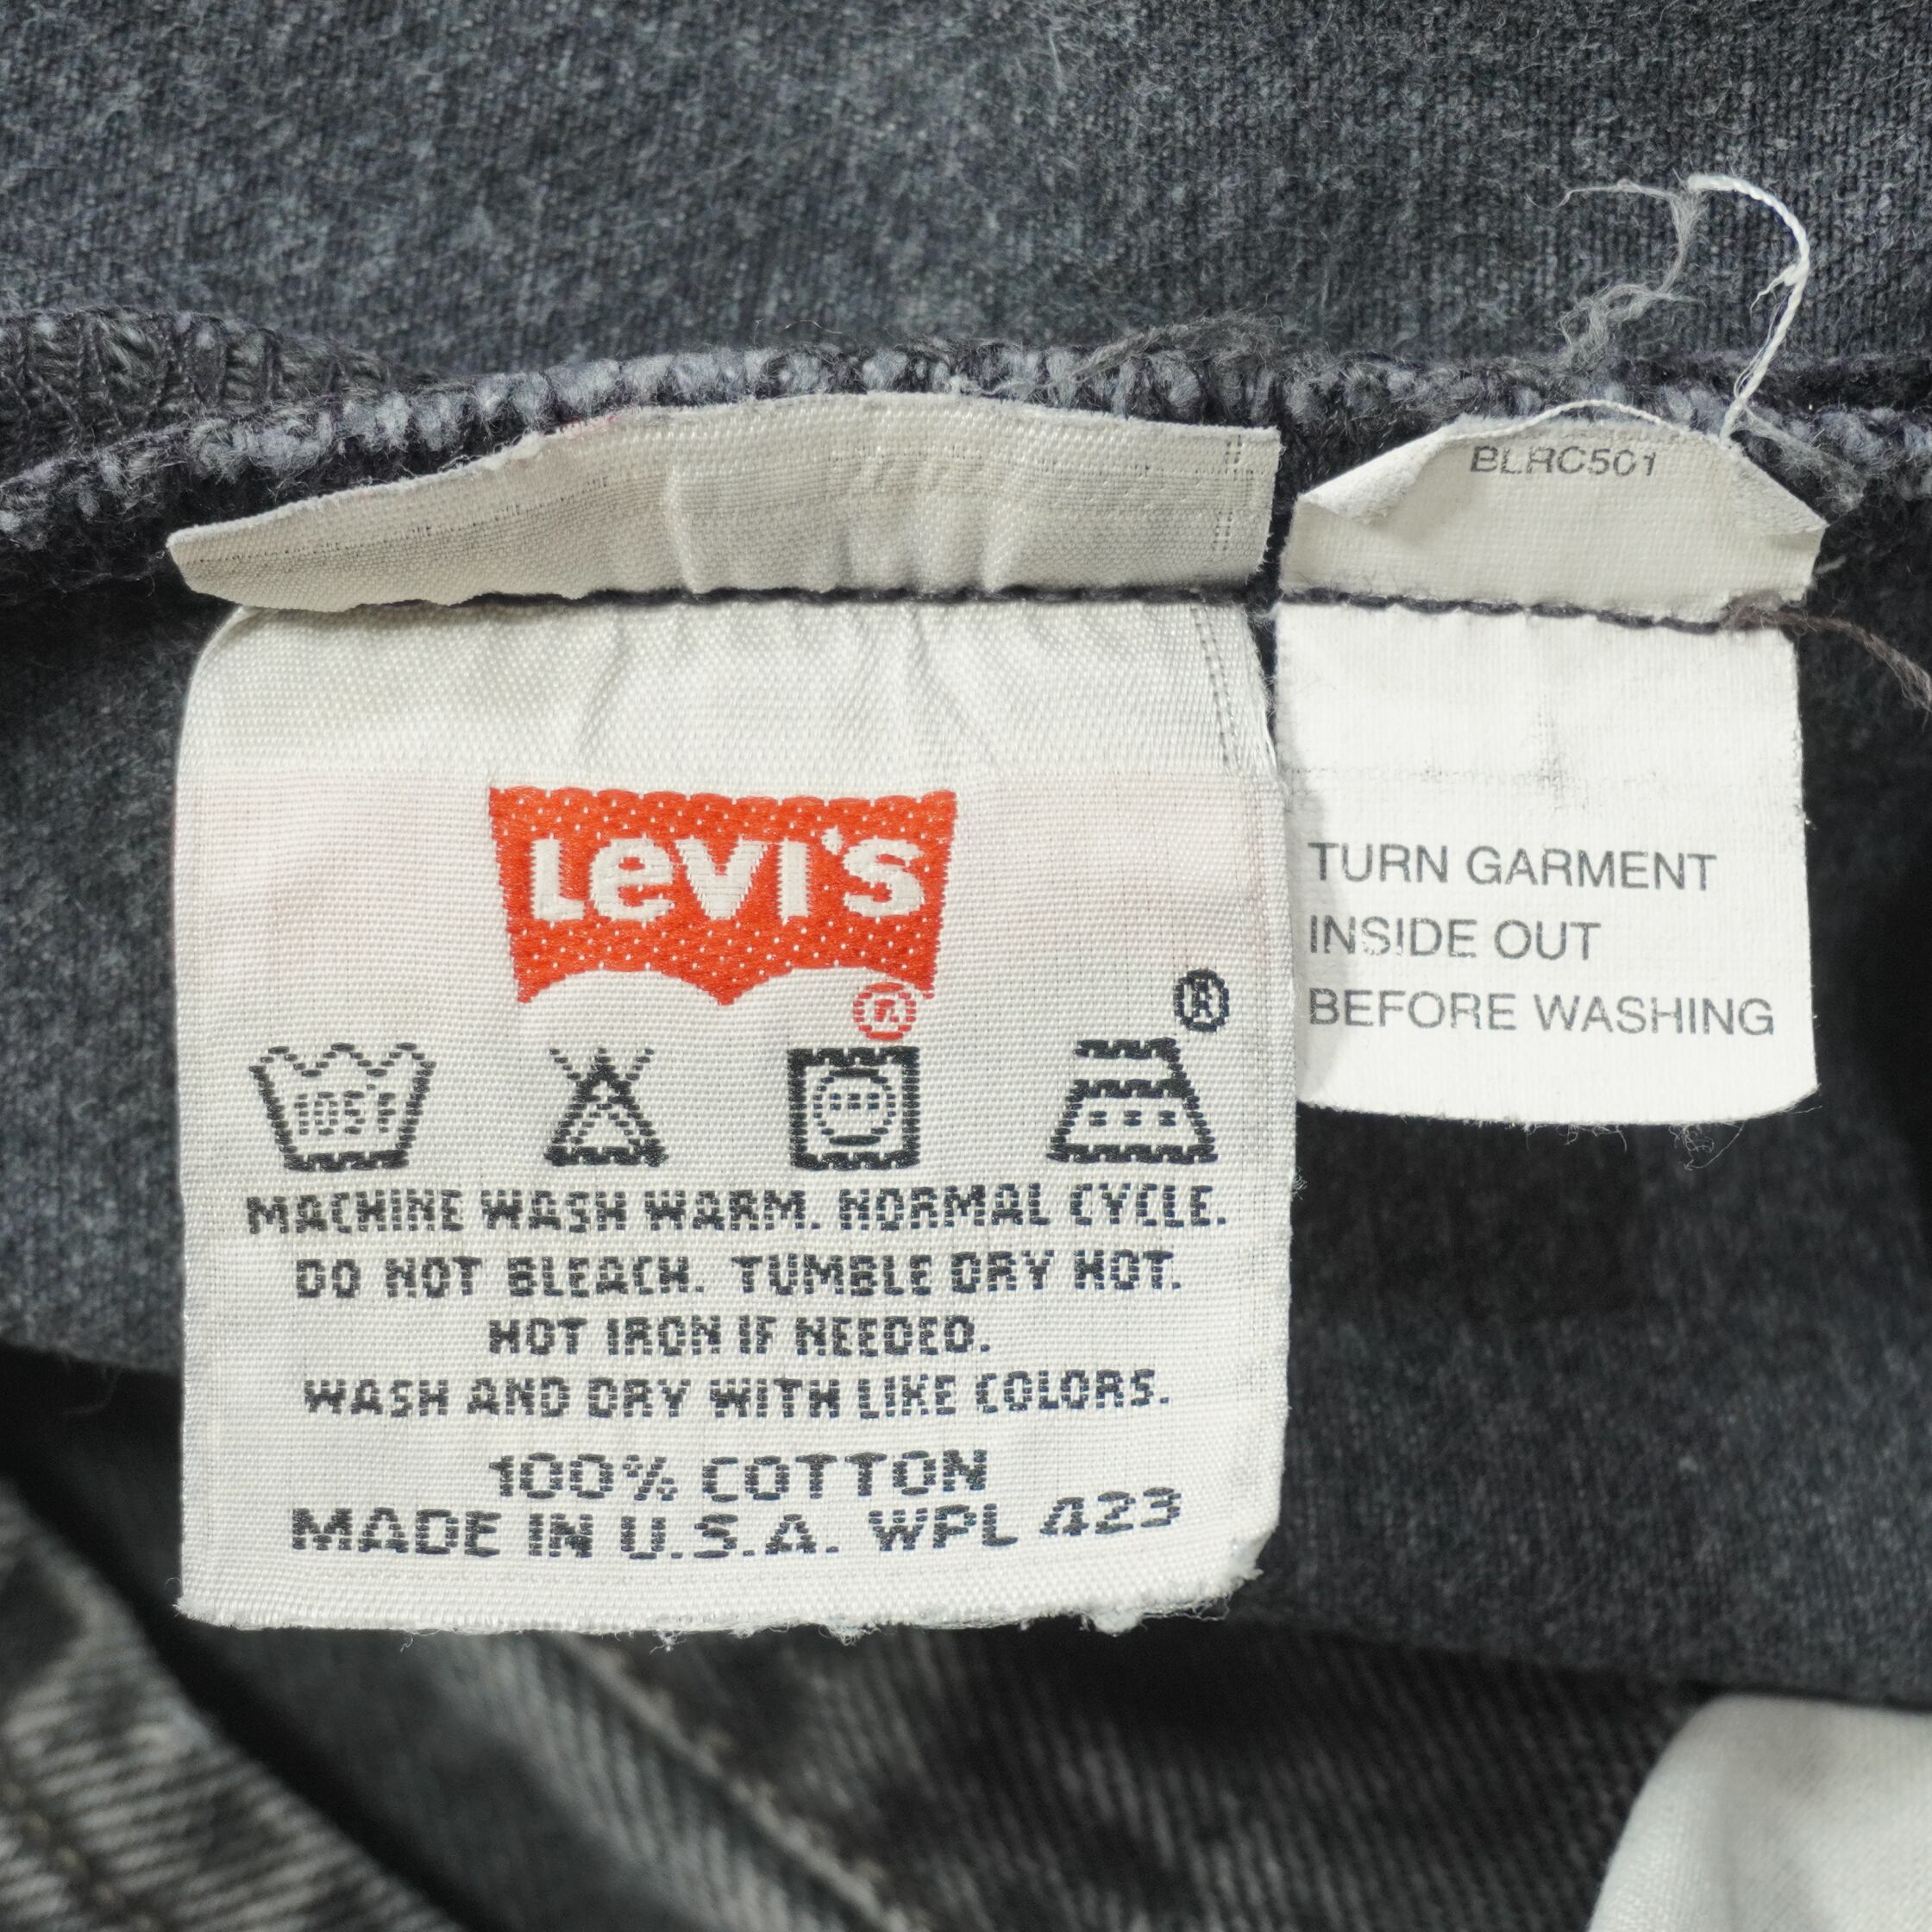 BLRC501
Levi's
®
®
105°F
MACHINE WASH WARM. NORMAL CYCLE.
DO NOT BLEACH. TUMBLE DRY HOT.
HOT IRON IF NEEDED.
WASH AND DRY WITH LIKE COLORS.
100% COTTON
MADE IN U.S.A. WPL 423
TURN GARMENT
INSIDE OUT
BEFORE WASHING